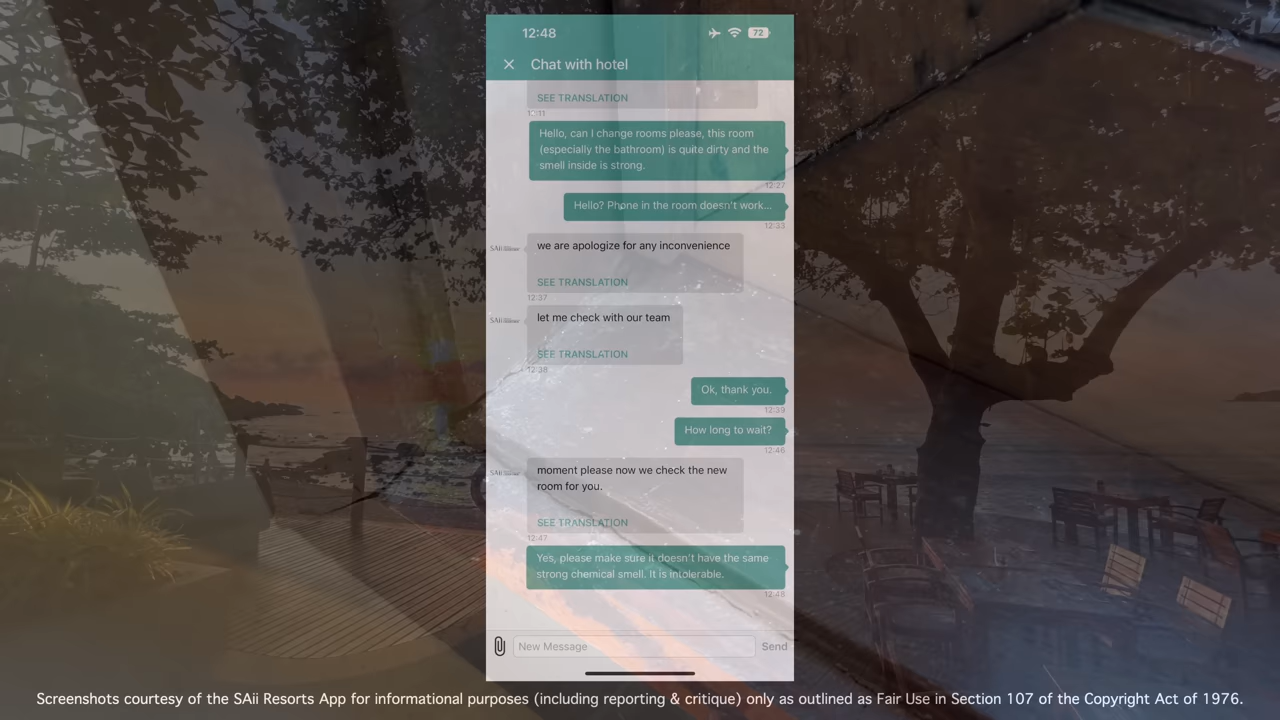 12:48
72
Chat with hotel
SEE TRANSLATION
Hello, can I change rooms please, this room
(especially the bathroom) is quite dirty and the
smell inside is strong.
12:27
Hello? Phone in the room doesn't work...
12:33
SAii
we are apologize for any inconvenience
SEE TRANSLATION
12:37
SAii
let me check with our team
SEE TRANSLATION
12:38
Ok, thank you.
12:39
How long to wait?
12:46
SAii
moment please now we check the new
room for you.
SEE TRANSLATION
12:47
Yes, please make sure it doesn't have the same
strong chemical smell. It is intolerable.
12:48
New Message
Send
Screenshots courtesy of the SAii Resorts App for informational purposes (including reporting & critique) only as outlined as Fair Use in Section 107 of the Copyright Act of 1976.